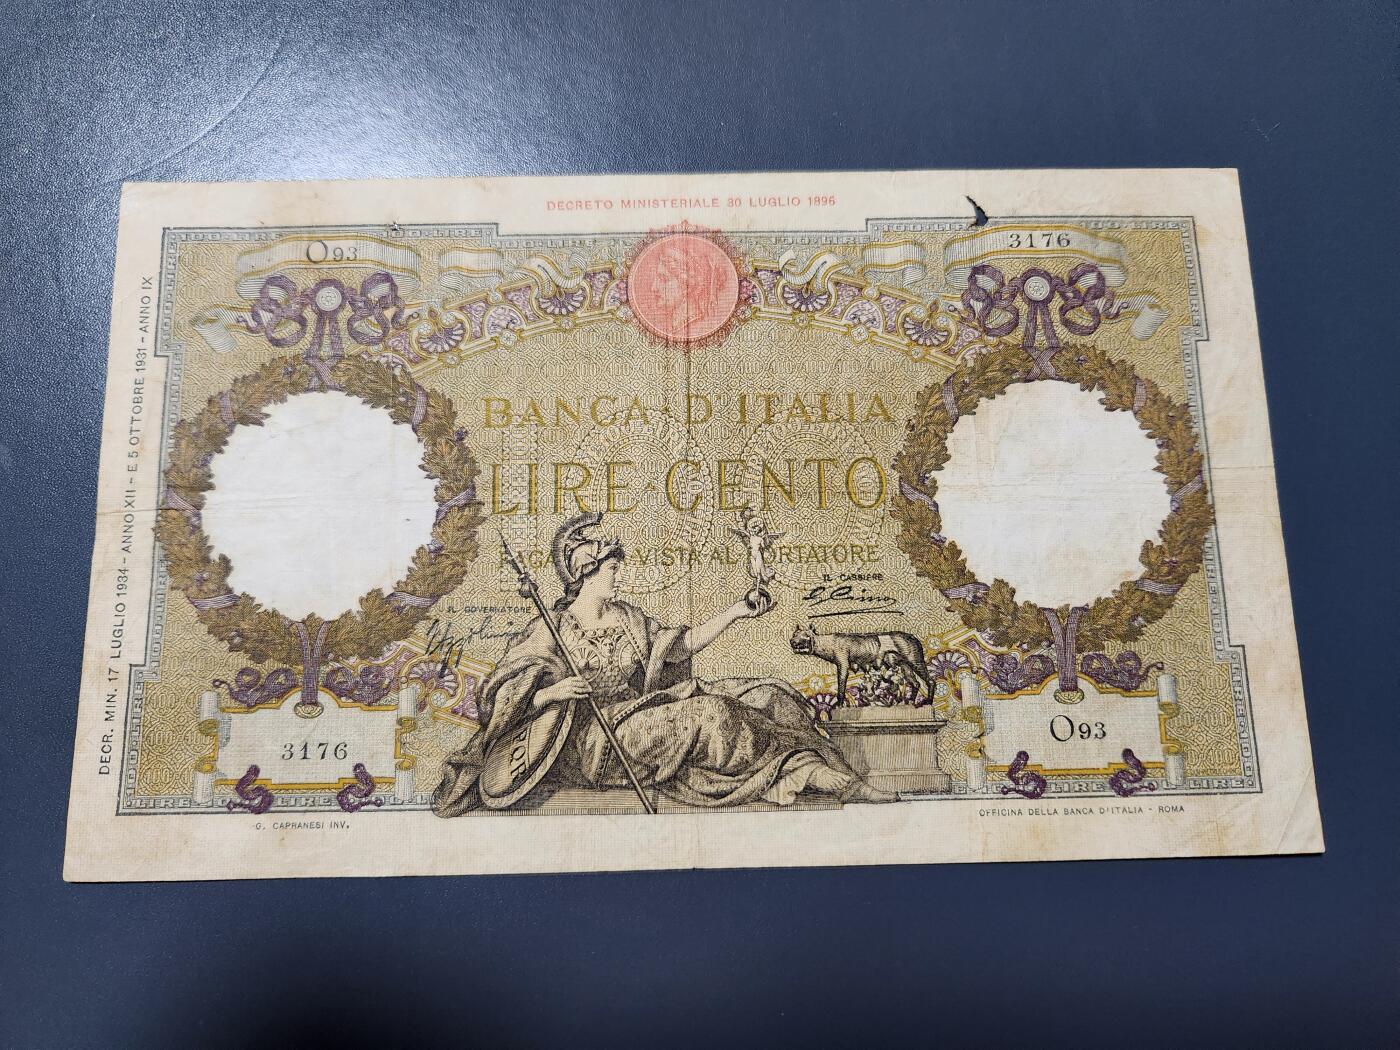 DECRETO MINISTERIALE 30 LUGLIO 1896
O93
3176
DECR. MIN. 17 LUGLIO 1934 - ANNO XII - E 5 OTTOBRE 1931 - ANNO IX
BANCA D'ITALIA
LIRE CENTO
VISTA AL
IL CASSIERE
IL GOVERNATORE
ROMA
3176
O93
G. CAPRANESI INV.
OFFICINA DELLA BANCA D'ITALIA - ROMA